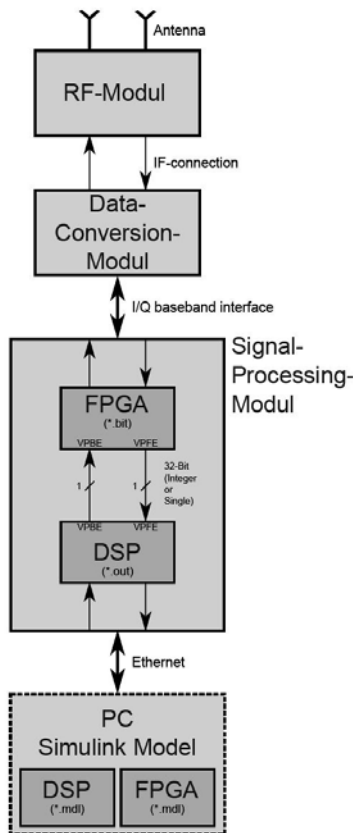 Antenna
RF-Modul
IF-connection
Data-
Conversion-
Modul
I/Q baseband interface
Signal-
Processing-
Modul
FPGA
(*.bit)
VPBE VPFE
1 1
32-Bit
(Integer
or
Single)
VPBE VPFE
DSP
(*.out)
Ethernet
PC
Simulink Model
DSP
(*.mdl)
FPGA
(*.mdl)